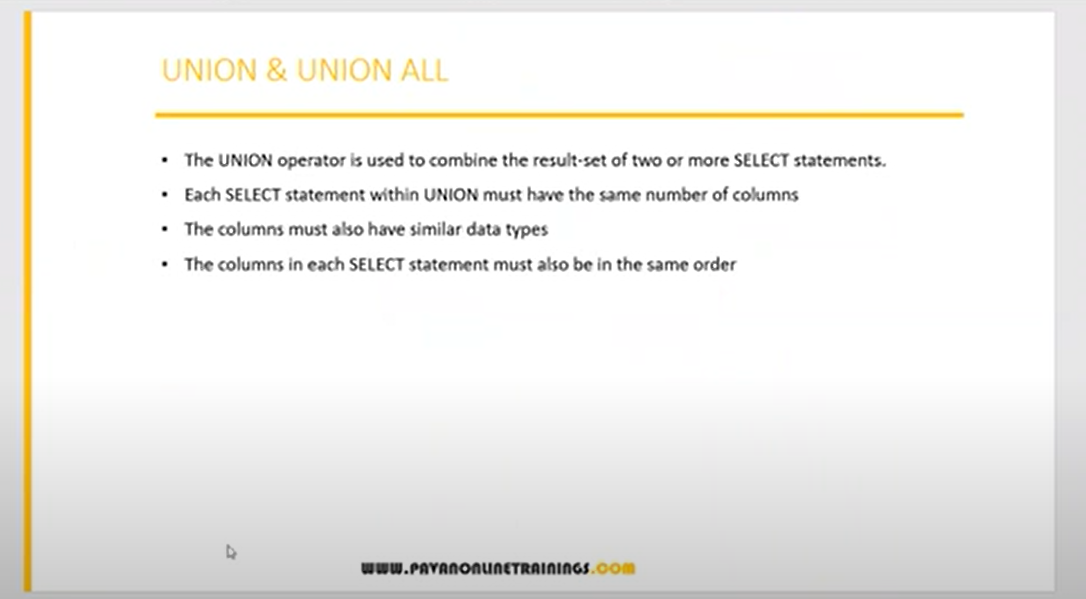 UNION & UNION ALL
• The UNION operator is used to combine the result-set of two or more SELECT statements.
• Each SELECT statement within UNION must have the same number of columns
• The columns must also have similar data types
• The columns in each SELECT statement must also be in the same order
WWW.PAVANONLINETRAININGS.COM